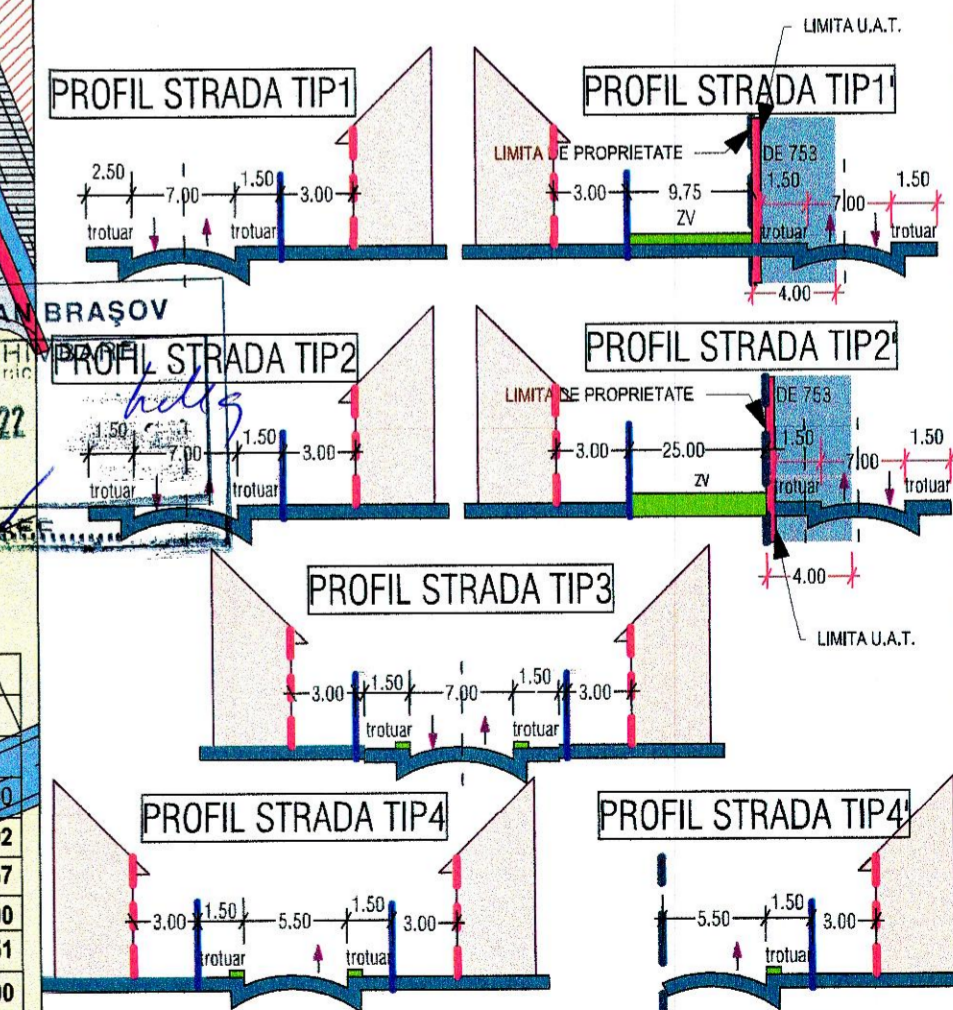 LIMITA U.A.T.
PROFIL STRADA TIP1
2.50 7.00 1.50 3.00
trotuar trotuar
PROFIL STRADA TIP1'
LIMITA DE PROPRIETATE
DE 753
3.00 9.75 1.50 7.00 1.50
ZV
trotuar trotuar
4.00
BRAŞOV
22
PROFIL STRADA TIP2
1.50 7.00 1.50 3.00
trotuar trotuar
PROFIL STRADA TIP2'
LIMITA DE PROPRIETATE
DE 753
3.00 25.00 1.50 7.00 1.50
ZV
trotuar trotuar
4.00
LIMITA U.A.T.
PROFIL STRADA TIP3
3.00 1.50 7.00 1.50 3.00
trotuar trotuar
PROFIL STRADA TIP4
3.00 1.50 5.50 1.50 3.00
trotuar trotuar
PROFIL STRADA TIP4'
5.50 1.50 3.00
trotuar